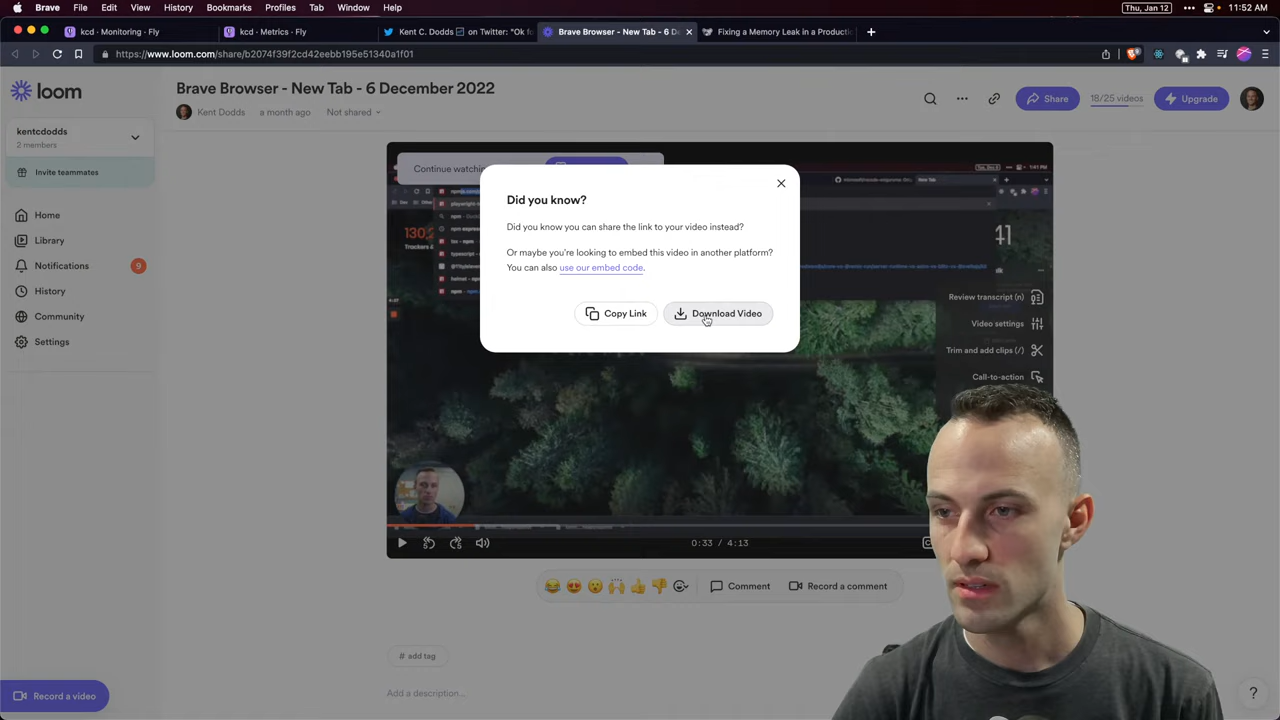 Brave File Edit View History Bookmarks Profiles Tab Window Help Thu, Jan 12 11:52 AM
kcd - Monitoring - Fly kcd - Metrics - Fly Kent C. Dodds on Twitter: "Ok fo Brave Browser - New Tab - 6 De Fixing a Memory Leak in a Producti
https://www.loom.com/share/b2074f39f2cd42eebb195e51340a1f01
loom
Brave Browser - New Tab - 6 December 2022
Kent Dodds a month ago Not shared
Share 18/25 videos Upgrade
kentcdodds
2 members
Invite teammates
Home
Library
Notifications 9
History
Community
Settings
Record a video
Continue watchin
New Tab
Did you know?
Did you know you can share the link to your video instead?
Or maybe you're looking to embed this video in another platform?
You can also use our embed code.
Copy Link Download Video
Review transcript (n)
Video settings
Trim and add clips (/)
Call-to-action
0:33 / 4:13
Comment Record a comment
# add tag
Add a description...
?